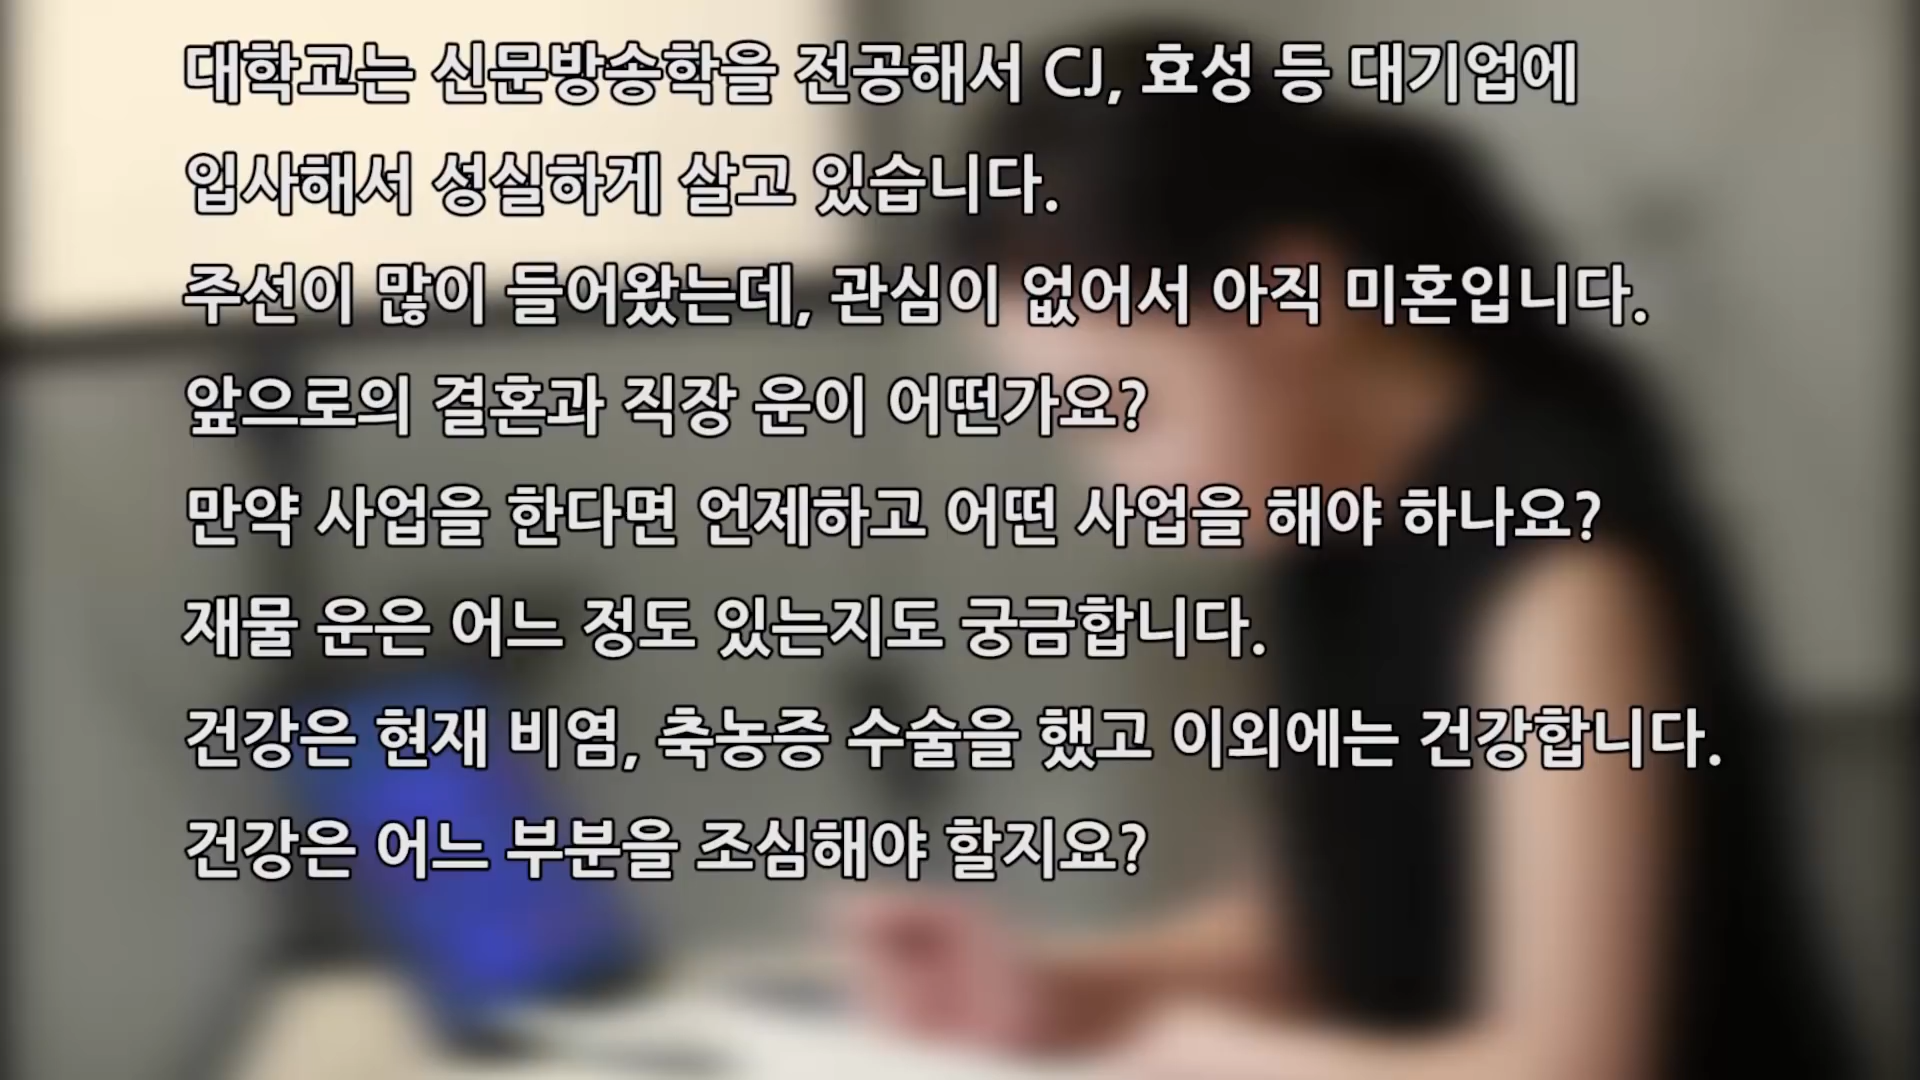 대학교는 신문방송학을 전공해서 CJ, 효성 등 대기업에
입사해서 성실하게 살고 있습니다.
주선이 많이 들어왔는데, 관심이 없어서 아직 미혼입니다.
앞으로의 결혼과 직장 운이 어떤가요?
만약 사업을 한다면 언제하고 어떤 사업을 해야 하나요?
재물 운은 어느 정도 있는지도 궁금합니다.
건강은 현재 비염, 축농증 수술을 했고 이외에는 건강합니다.
건강은 어느 부분을 조심해야 할지요?